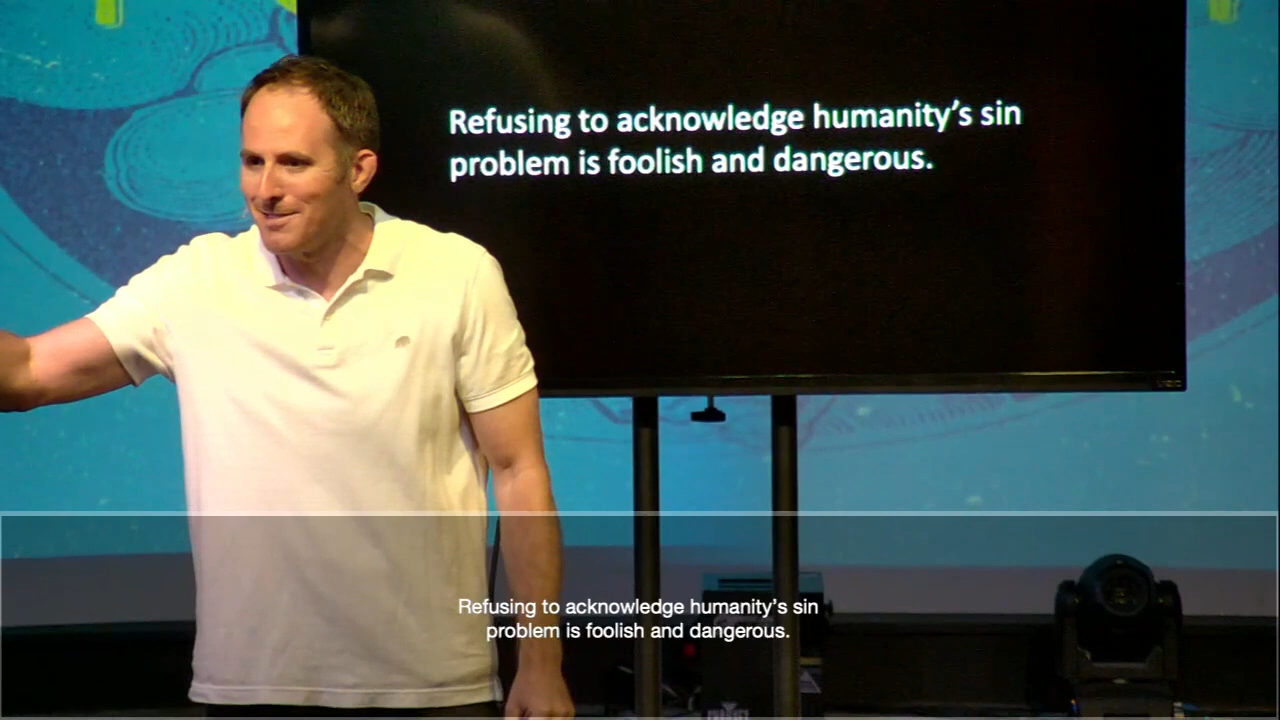 Refusing to acknowledge humanity's sin
problem is foolish and dangerous.
Refusing to acknowledge humanity's sin
problem is foolish and dangerous.